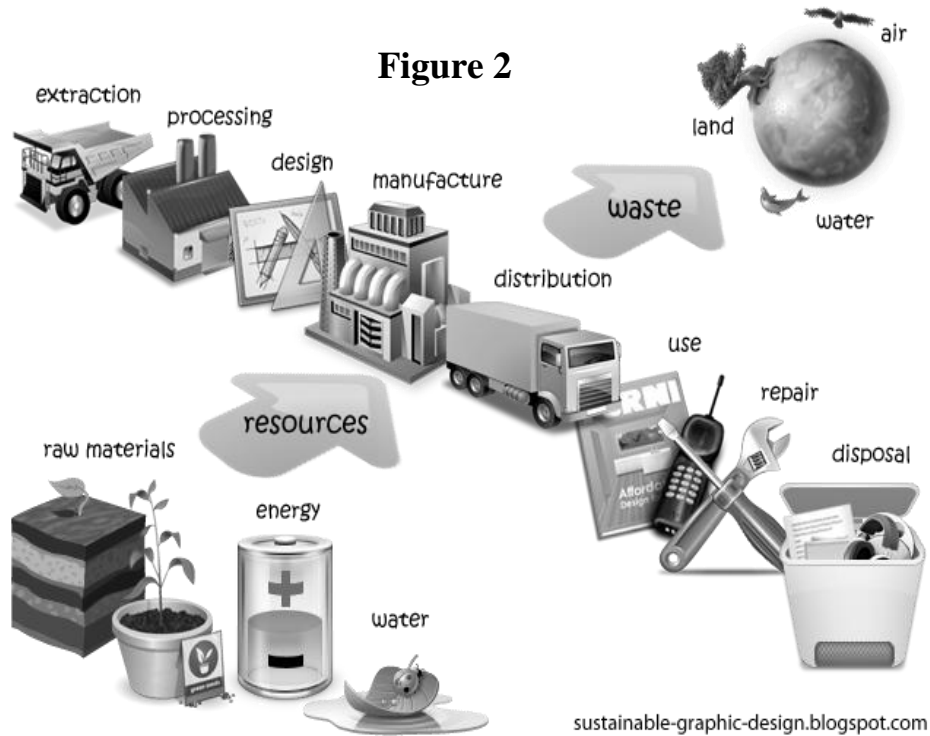 Figure 2
air
extraction
processing
land
design
manufacture
waste
water
distribution
use
repair
resources
raw materials
disposal
energy
water
sustainable-graphic-design.blogspot.com